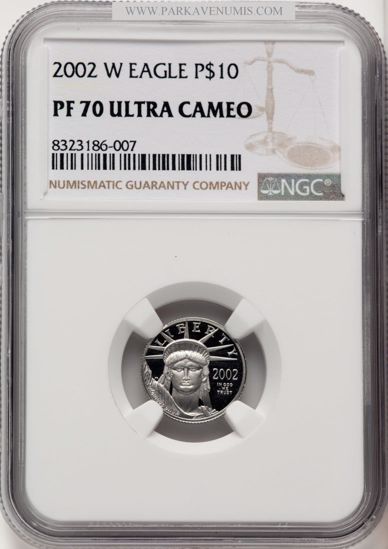 WWW.PARKAVENUMIS.COM
2002 W EAGLE P$10
PF 70 ULTRA CAMEO
8323186-007
NUMISMATIC GUARANTY COMPANY
NGC®
LIBERTY
2002
IN GOD
WE
TRUST